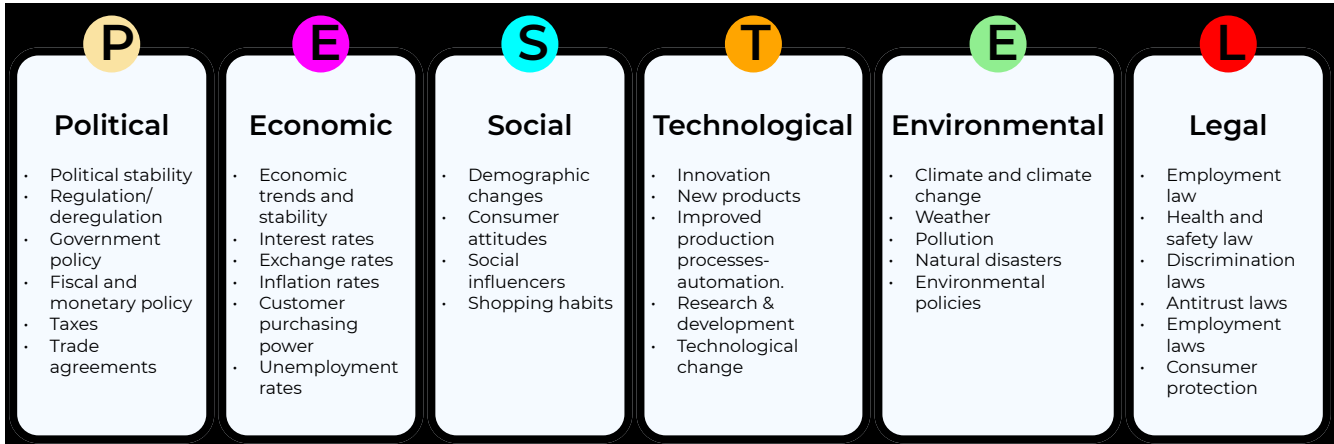 P
Political
• Political stability
• Regulation/
deregulation
• Government
policy
• Fiscal and
monetary policy
• Taxes
• Trade
agreements
E
Economic
• Economic
trends and
stability
• Interest rates
• Exchange rates
• Inflation rates
• Customer
purchasing
power
• Unemployment
rates
S
Social
• Demographic
changes
• Consumer
attitudes
• Social
influencers
• Shopping habits
T
Technological
• Innovation
• New products
• Improved
production
processes-
automation.
• Research &
development
• Technological
change
E
Environmental
• Climate and climate
change
• Weather
• Pollution
• Natural disasters
• Environmental
policies
L
Legal
• Employment
law
• Health and
safety law
• Discrimination
laws
• Antitrust laws
• Employment
laws
• Consumer
protection